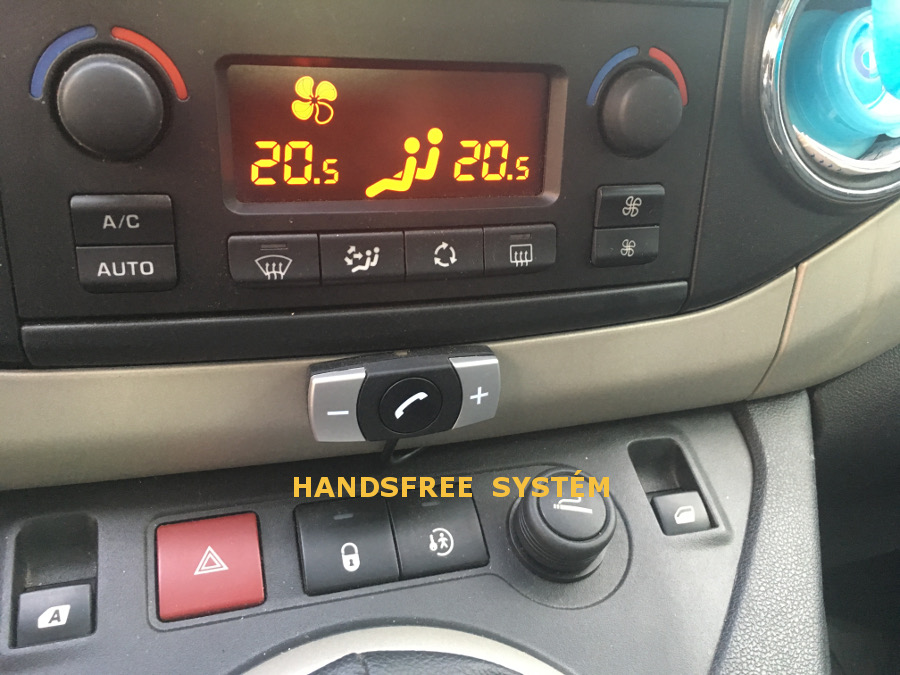 20.5 20.5
A/C
AUTO
− +
HANDSFREE SYSTÉM
A